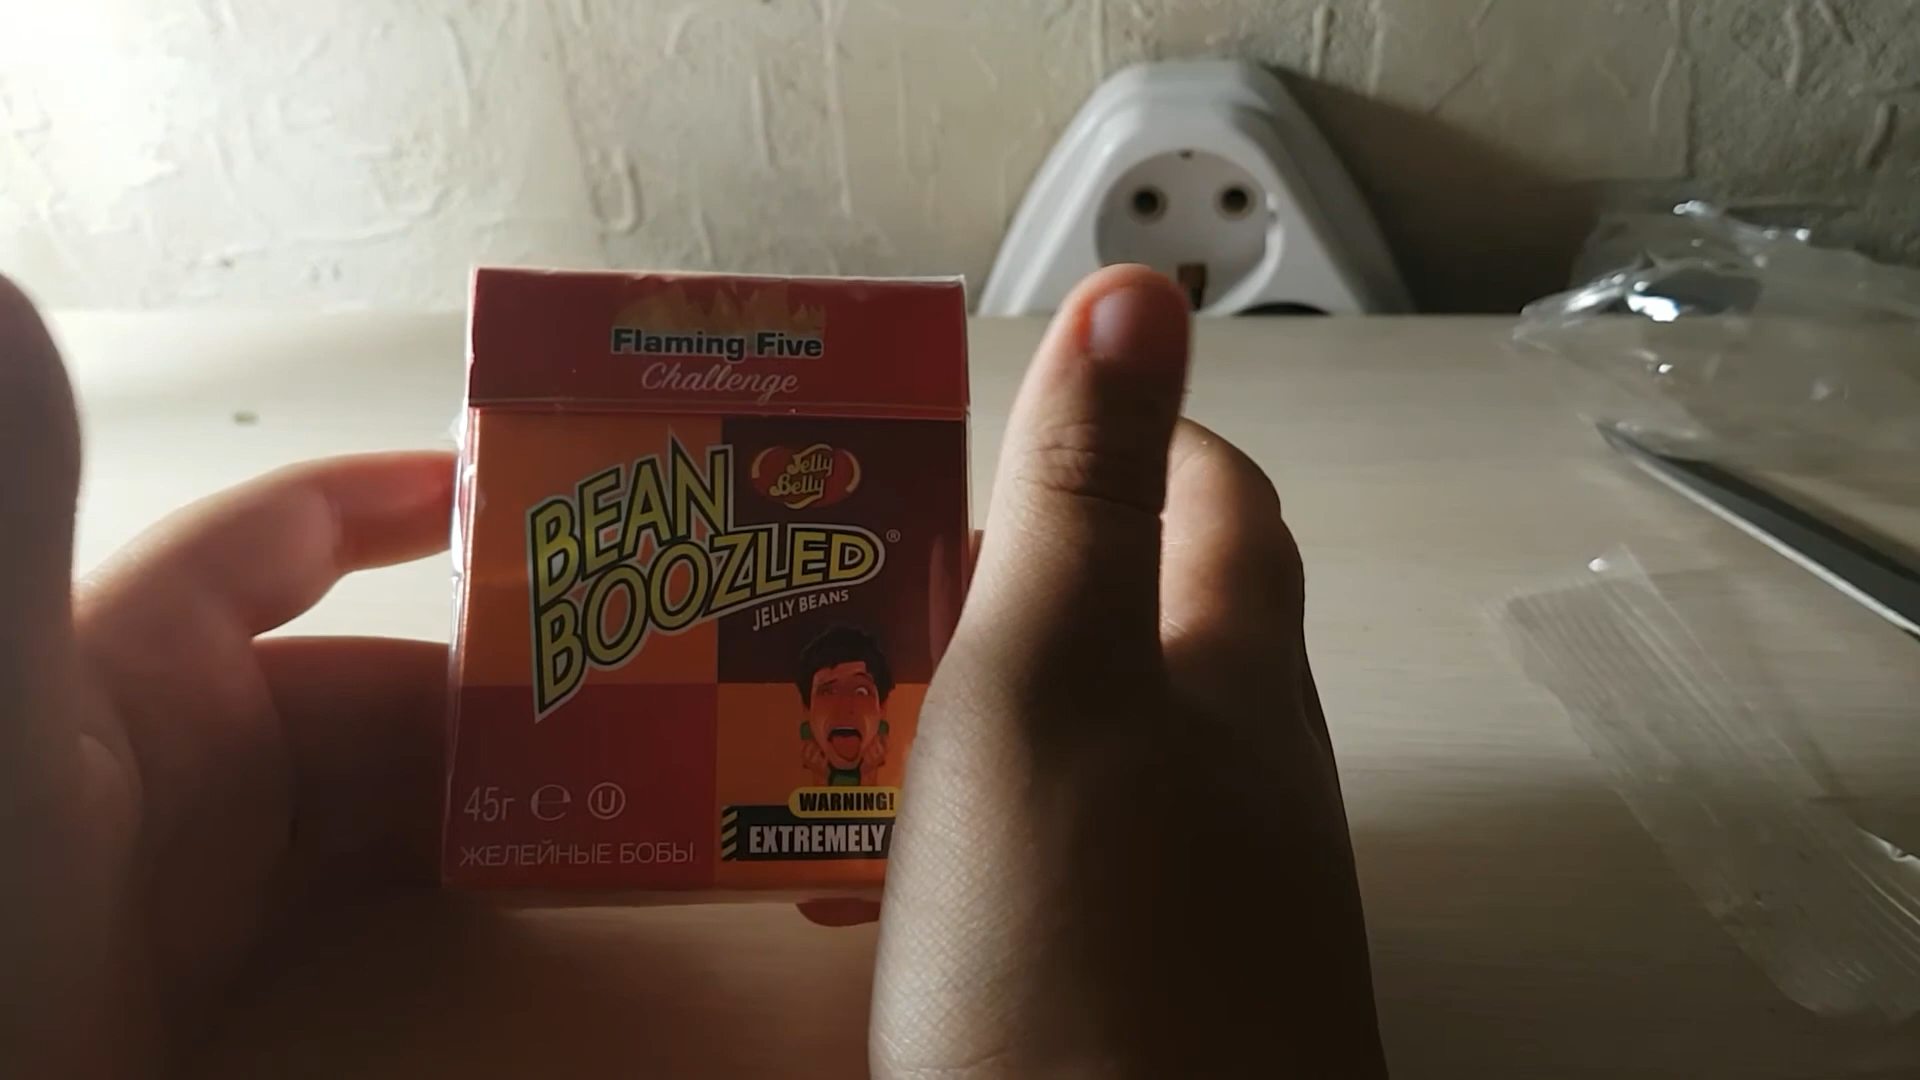 Flaming Five
Challenge
Jelly
Belly
BEAN
BOOZLED®
JELLY BEANS
45г ℮ U
ЖЕЛЕЙНЫЕ БОБЫ
WARNING!
EXTREMELY